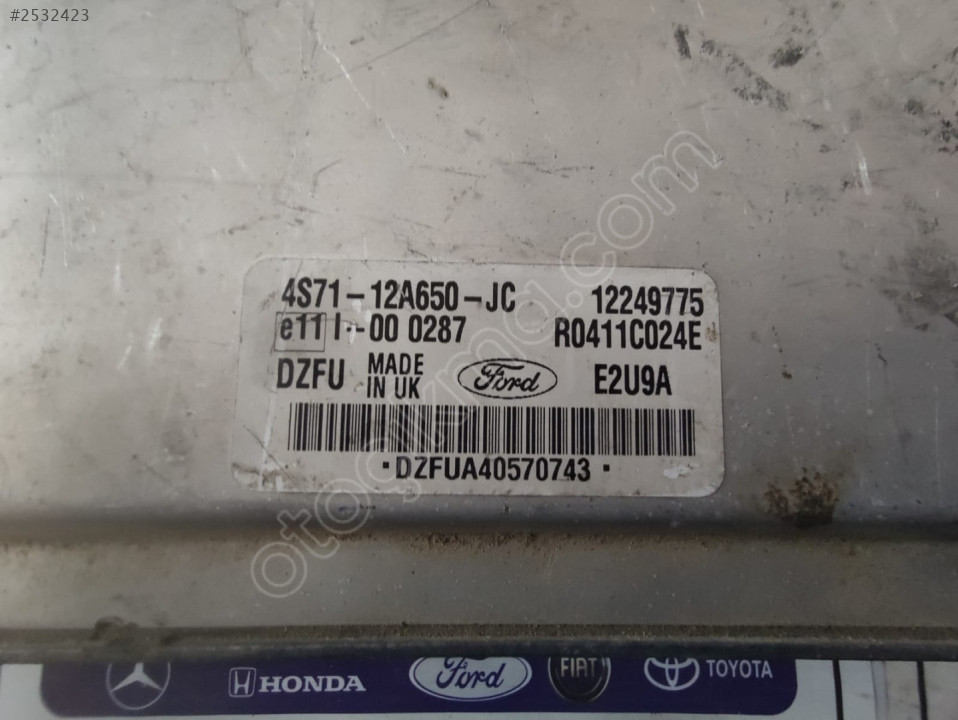 #2532423
4S71-12A650-JC 12249775
e11 I--00 0287 R0411C024E
DZFU MADE IN UK Ford E2U9A
·DZFUA40570743·
otocikmaci.com
HONDA Ford FIAT TOYOTA